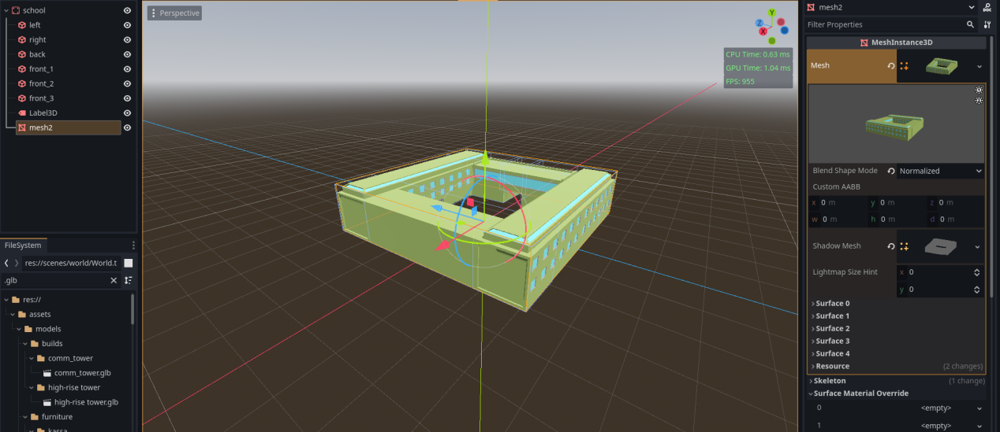 school
left
right
back
front_1
front_2
front_3
Label3D
mesh2
FileSystem
res://scenes/world/World.t
.glb
res://
assets
models
builds
comm_tower
comm_tower.glb
high-rise tower
high-rise tower.glb
furniture
kassa
Perspective
Y
Z
X
CPU Time: 0.63 ms
GPU Time: 1.04 ms
FPS: 955
mesh2
DOC
Filter Properties
MeshInstance3D
Mesh
Blend Shape Mode Normalized
Custom AABB
x 0 m y 0 m z 0 m
w 0 m h 0 m d 0 m
Shadow Mesh
Lightmap Size Hint x 0
y 0
Surface 0
Surface 1
Surface 2
Surface 3
Surface 4
Resource (2 changes)
Skeleton (1 change)
Surface Material Override
0 <empty>
1 <empty>